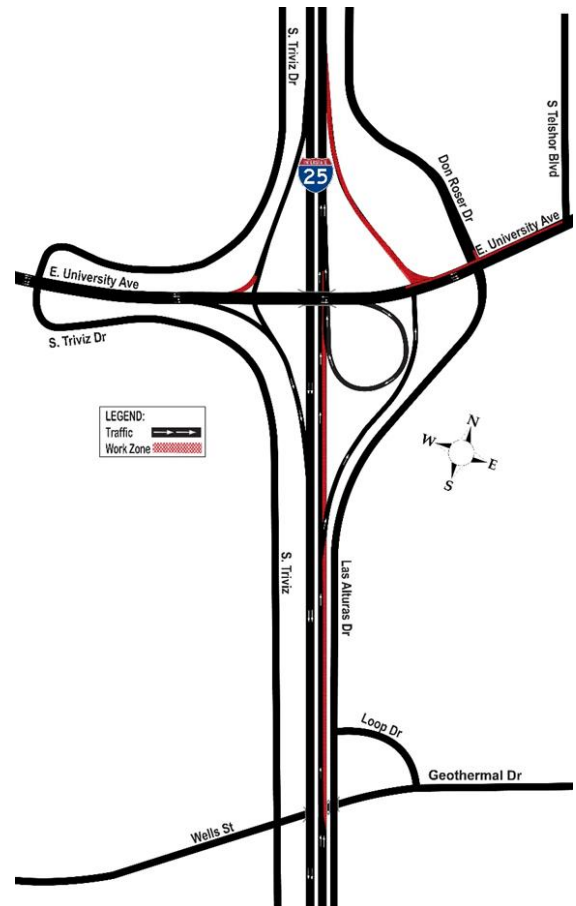 S. Triviz Dr
S Telshor Blvd
INTERSTATE
25
Don Roser Dr
E. University Ave
E. University Ave
S. Triviz Dr
LEGEND:
Traffic
Work Zone
N
W
E
S
S. Triviz
Las Alturas Dr
Loop Dr
Geothermal Dr
Wells St